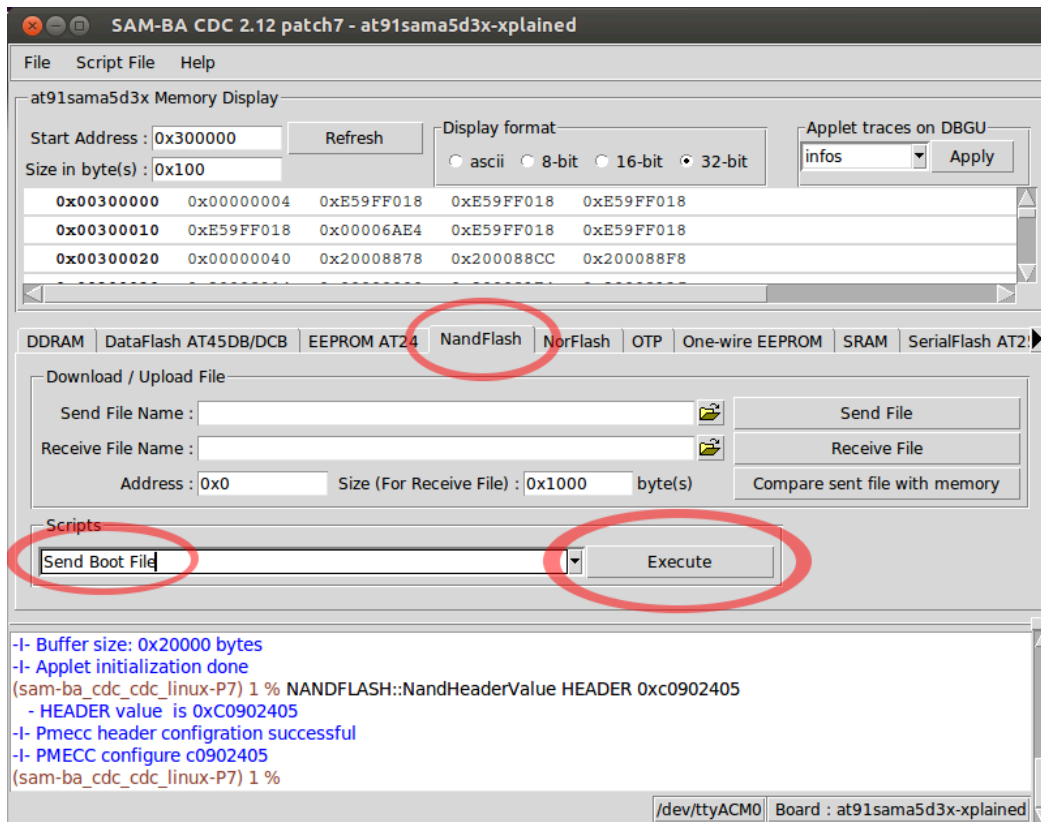 SAM-BA CDC 2.12 patch7 - at91sama5d3x-xplained
File Script File Help
at91sama5d3x Memory Display
Start Address : 0x300000 Refresh
Size in byte(s) : 0x100
Display format
ascii 8-bit 16-bit 32-bit
Applet traces on DBGU
infos Apply
0x00300000 0x00000004 0xE59FF018 0xE59FF018 0xE59FF018
0x00300010 0xE59FF018 0x00006AE4 0xE59FF018 0xE59FF018
0x00300020 0x00000040 0x20008878 0x200088CC 0x200088F8
DDRAM DataFlash AT45DB/DCB EEPROM AT24 NandFlash NorFlash OTP One-wire EEPROM SRAM SerialFlash
Download / Upload File
Send File Name : Send File
Receive File Name : Receive File
Address : 0x0 Size (For Receive File) : 0x1000 byte(s) Compare sent file with memory
Scripts
Send Boot File Execute
-I- Buffer size: 0x20000 bytes
-I- Applet initialization done
(sam-ba_cdc_cdc_linux-P7) 1 % NANDFLASH::NandHeaderValue HEADER 0xc0902405
- HEADER value is 0xC0902405
-I- Pmecc header configration successful
-I- PMECC configure c0902405
(sam-ba_cdc_cdc_linux-P7) 1 %
/dev/ttyACM0 Board : at91sama5d3x-xplained